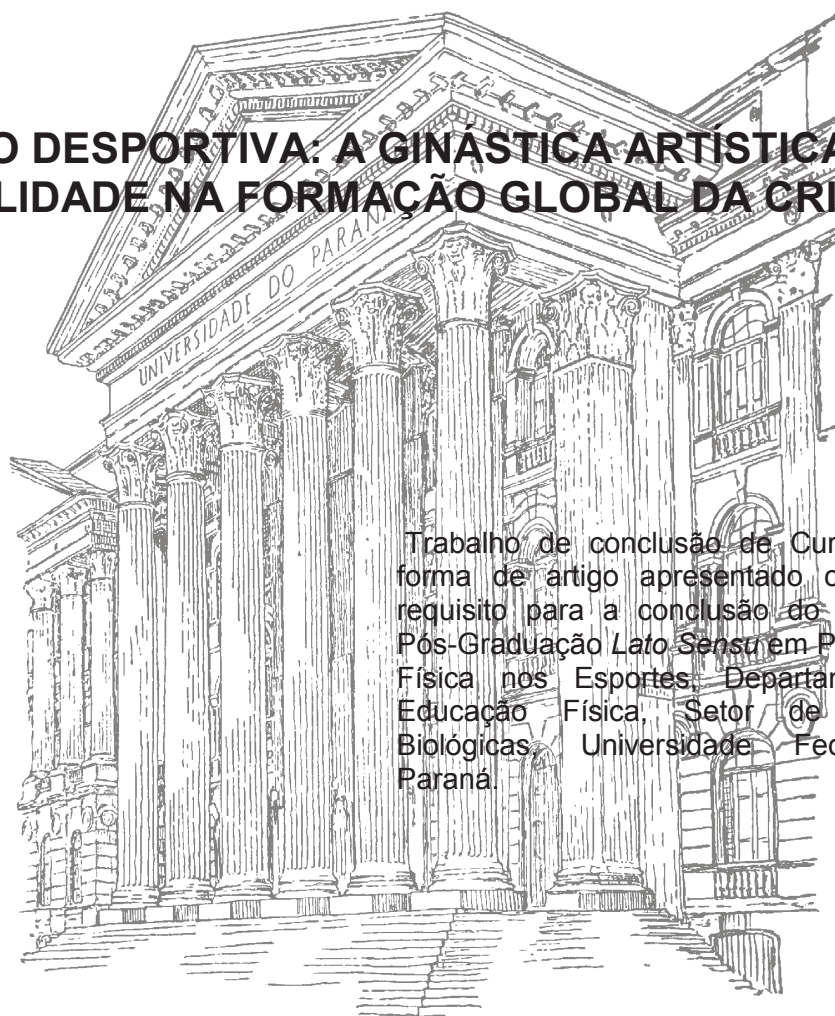 O DESPORTIVA: A GINÁSTICA ARTÍSTICA
LIDADE NA FORMAÇÃO GLOBAL DA CRI
UNIVERSIDADE DO PARANÁ
Trabalho de conclusão de Cur
forma de artigo apresentado c
requisito para a conclusão do
Pós-Graduação Lato Sensu em P
Física nos Esportes, Departar
Educação Física, Setor de
Biológicas, Universidade Fed
Paraná.